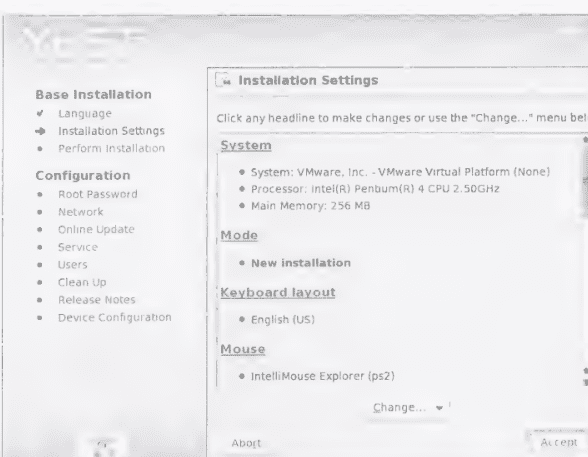 YaST
Base Installation
Language
Installation Settings
Perform Installation
Configuration
Root Password
Network
Online Update
Service
Users
Clean Up
Release Notes
Device Configuration
Installation Settings
Click any headline to make changes or use the "Change..." menu bel
System
System: VMware, Inc. - VMware Virtual Platform (None)
Processor: Intel(R) Pentium(R) 4 CPU 2.50GHz
Main Memory: 256 MB
Mode
New installation
Keyboard layout
English (US)
Mouse
IntelliMouse Explorer (ps2)
Change...
Abort
Accept